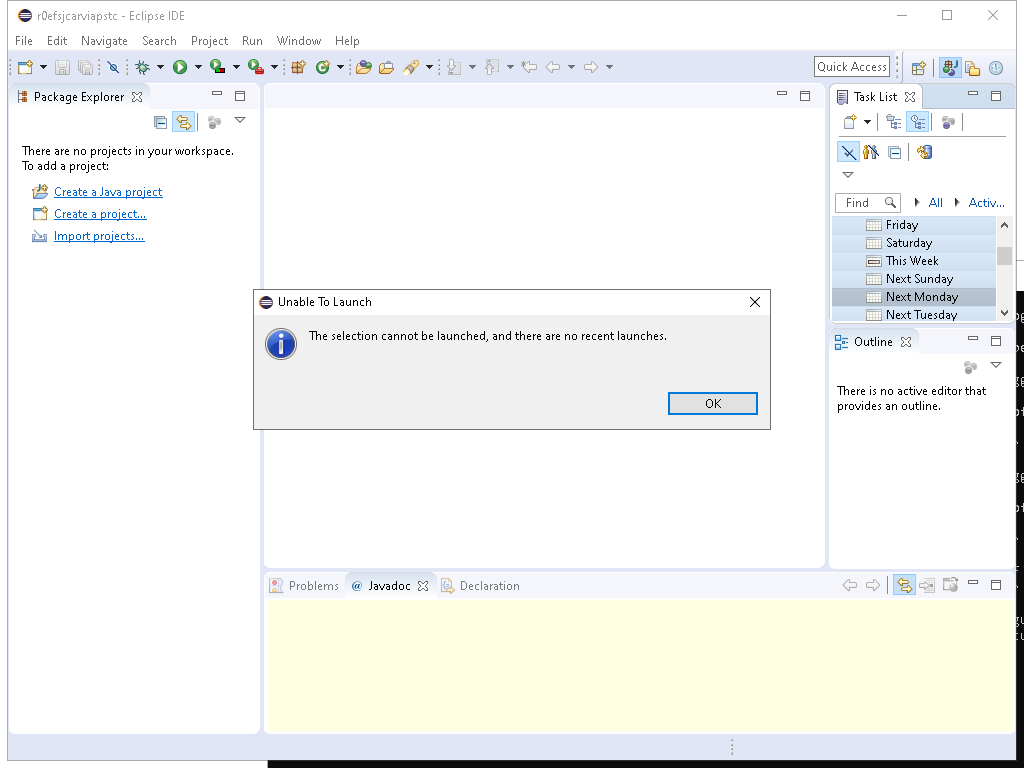 r0efsjcarviapstc - Eclipse IDE
File Edit Navigate Search Project Run Window Help
Quick Access
Package Explorer
There are no projects in your workspace.
To add a project:
Create a Java project
Create a project...
Import projects...
Task List
Find All Activ...
Friday
Saturday
This Week
Next Sunday
Next Monday
Next Tuesday
Unable To Launch
The selection cannot be launched, and there are no recent launches.
OK
Outline
There is no active editor that
provides an outline.
Problems @ Javadoc Declaration